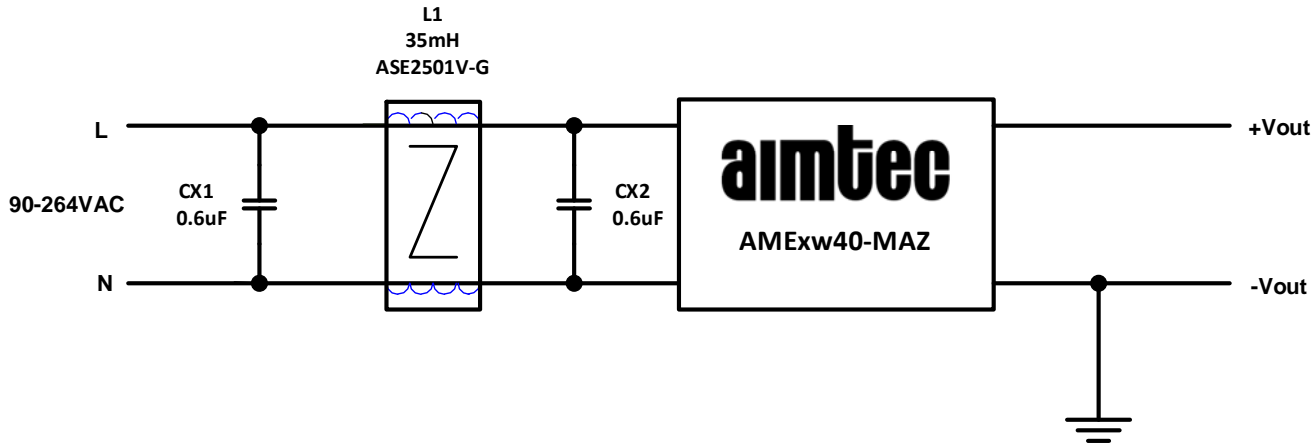 L1
35mH
ASE2501V-G
L
+Vout
aimtec
CX1
0.6uF
CX2
0.6uF
90-264VAC
AMExw40-MAZ
N
-Vout